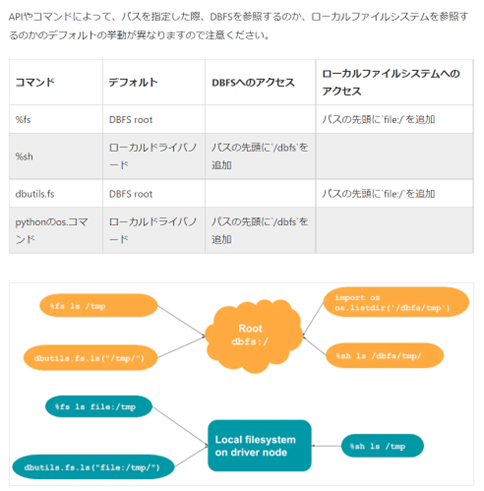 APIやコマンドによって、パスを指定した際、DBFSを参照するのか、ローカルファイルシステムを参照す
るのかのデフォルトの挙動が異なりますので注意ください。
コマンド デフォルト DBFSへのアクセス ローカルファイルシステムへの
アクセス
%fs DBFS root パスの先頭に`file:/`を追加
%sh ローカルドライバノ パスの先頭に`/dbfs`を
ード 追加
dbutils.fs DBFS root パスの先頭に`file:/`を追加
pythonのos.コマ ローカルドライバノ パスの先頭に`/dbfs`を
ンド ード 追加
%fs ls /tmp
dbutils.fs.ls("/tmp/")
Root
dbfs:/
import os
os.listdir('/dbfs/tmp')
%sh ls /dbfs/tmp/
%fs ls file:/tmp
dbutils.fs.ls("file:/tmp/")
Local filesystem
on driver node
%sh ls /tmp